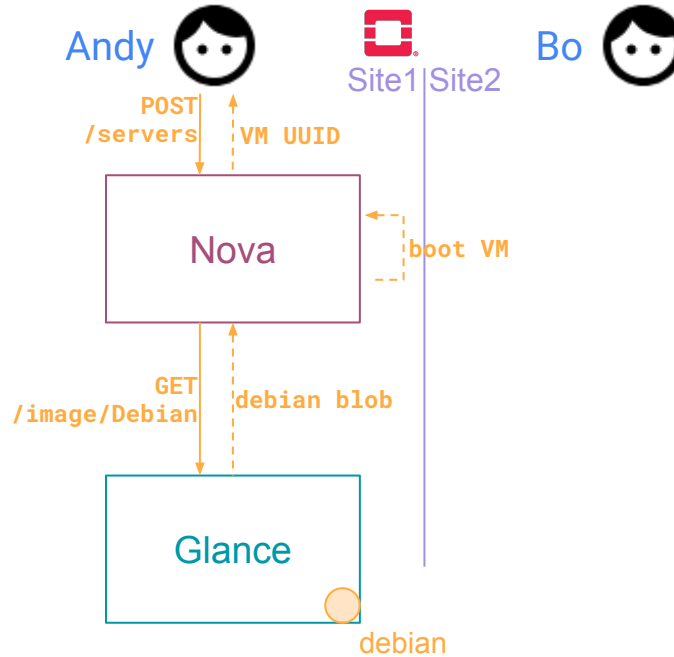 Andy
Bo
Site1
Site2
POST
/servers
VM UUID
Nova
boot VM
GET
/image/Debian
debian blob
Glance
debian